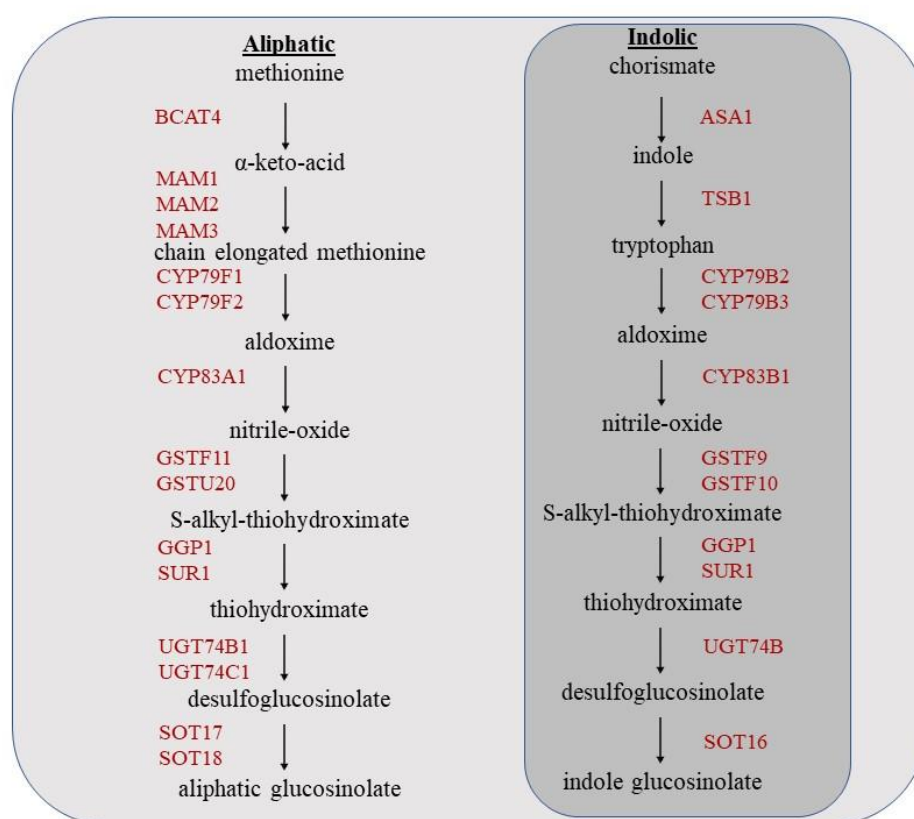 Aliphatic
methionine
BCAT4
α-keto-acid
MAM1
MAM2
MAM3
chain elongated methionine
CYP79F1
CYP79F2
aldoxime
CYP83A1
nitrile-oxide
GSTF11
GSTU20
S-alkyl-thiohydroximate
GGP1
SUR1
thiohydroximate
UGT74B1
UGT74C1
desulfoglucosinolate
SOT17
SOT18
aliphatic glucosinolate
Indolic
chorismate
ASA1
indole
TSB1
tryptophan
CYP79B2
CYP79B3
aldoxime
CYP83B1
nitrile-oxide
GSTF9
GSTF10
S-alkyl-thiohydroximate
GGP1
SUR1
thiohydroximate
UGT74B
desulfoglucosinolate
SOT16
indole glucosinolate